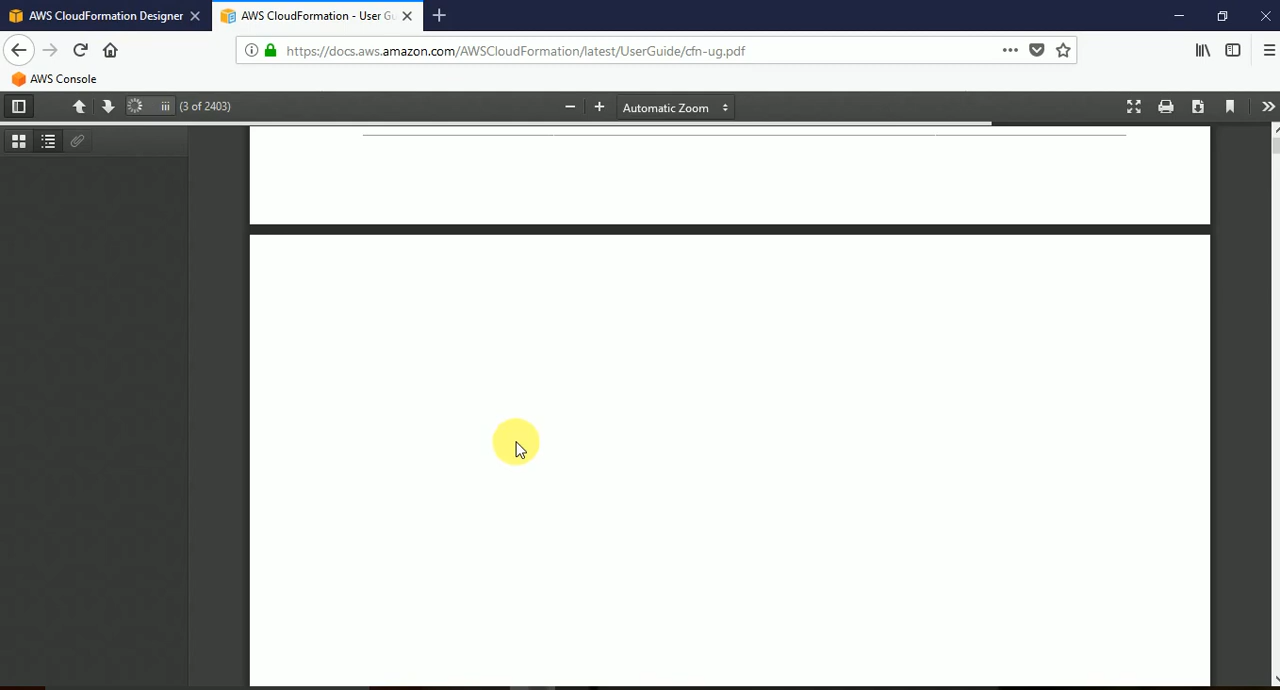 AWS CloudFormation Designer
AWS CloudFormation - User Gu
https://docs.aws.amazon.com/AWSCloudFormation/latest/UserGuide/cfn-ug.pdf
AWS Console
iii (3 of 2403)
Automatic Zoom